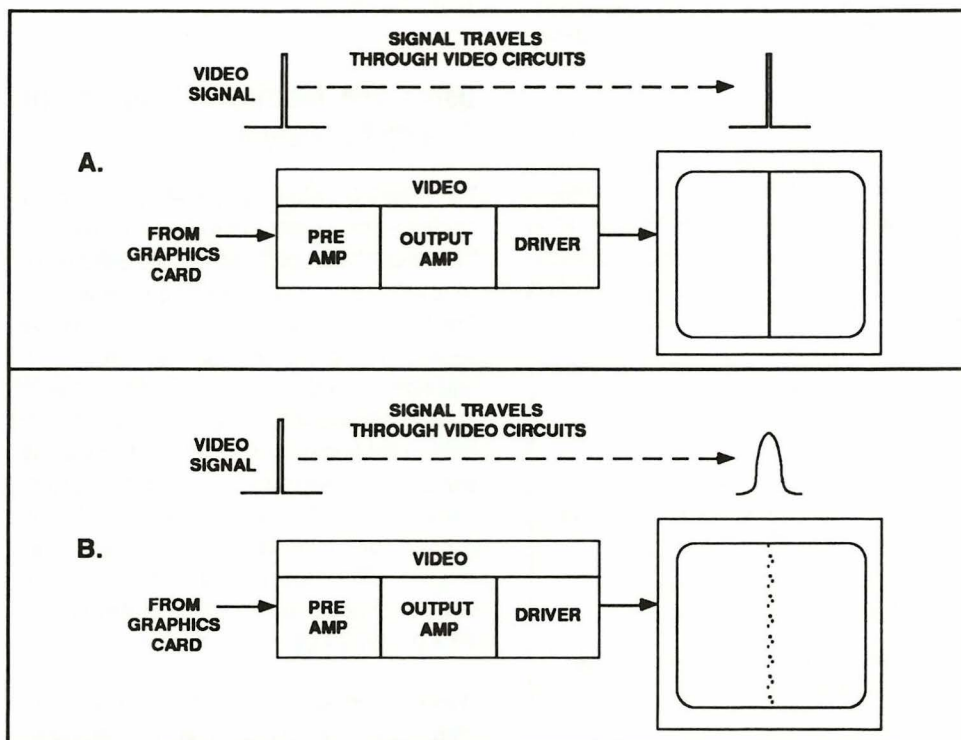 SIGNAL TRAVELS
THROUGH VIDEO CIRCUITS
VIDEO
SIGNAL
A.
VIDEO
FROM
GRAPHICS
CARD
PRE
AMP
OUTPUT
AMP
DRIVER
SIGNAL TRAVELS
THROUGH VIDEO CIRCUITS
VIDEO
SIGNAL
B.
VIDEO
FROM
GRAPHICS
CARD
PRE
AMP
OUTPUT
AMP
DRIVER